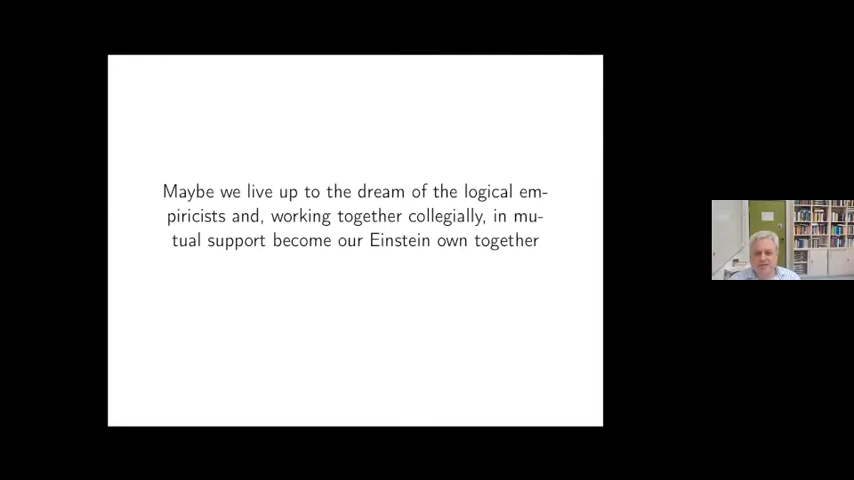 Maybe we live up to the dream of the logical em-
piricists and, working together collegially, in mu-
tual support become our Einstein own together